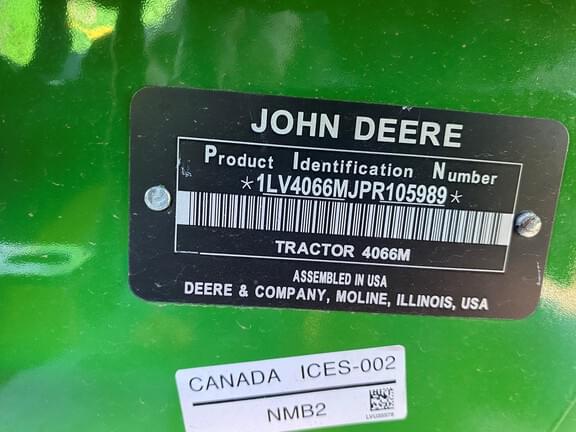 JOHN DEERE
Product Identification Number
*1LV4066MJPR105989*
TRACTOR 4066M
ASSEMBLED IN USA
DEERE & COMPANY, MOLINE, ILLINOIS, USA
CANADA ICES-002
NMB2